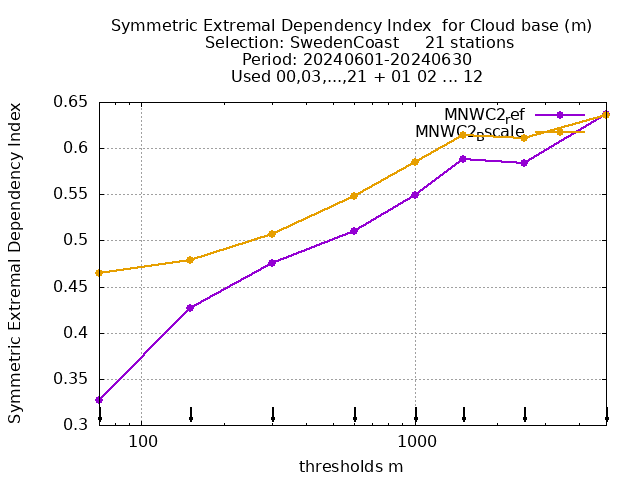 Symmetric Extremal Dependency Index  for Cloud base (m)
Selection: SwedenCoast     21 stations
Period: 20240601-20240630
Used 00,03,...,21 + 01 02 ... 12
Symmetric Extremal Dependency Index
0.65
0.6
0.55
0.5
0.45
0.4
0.35
0.3
MNWC2ref
MNWC2Bscale
100
1000
thresholds m